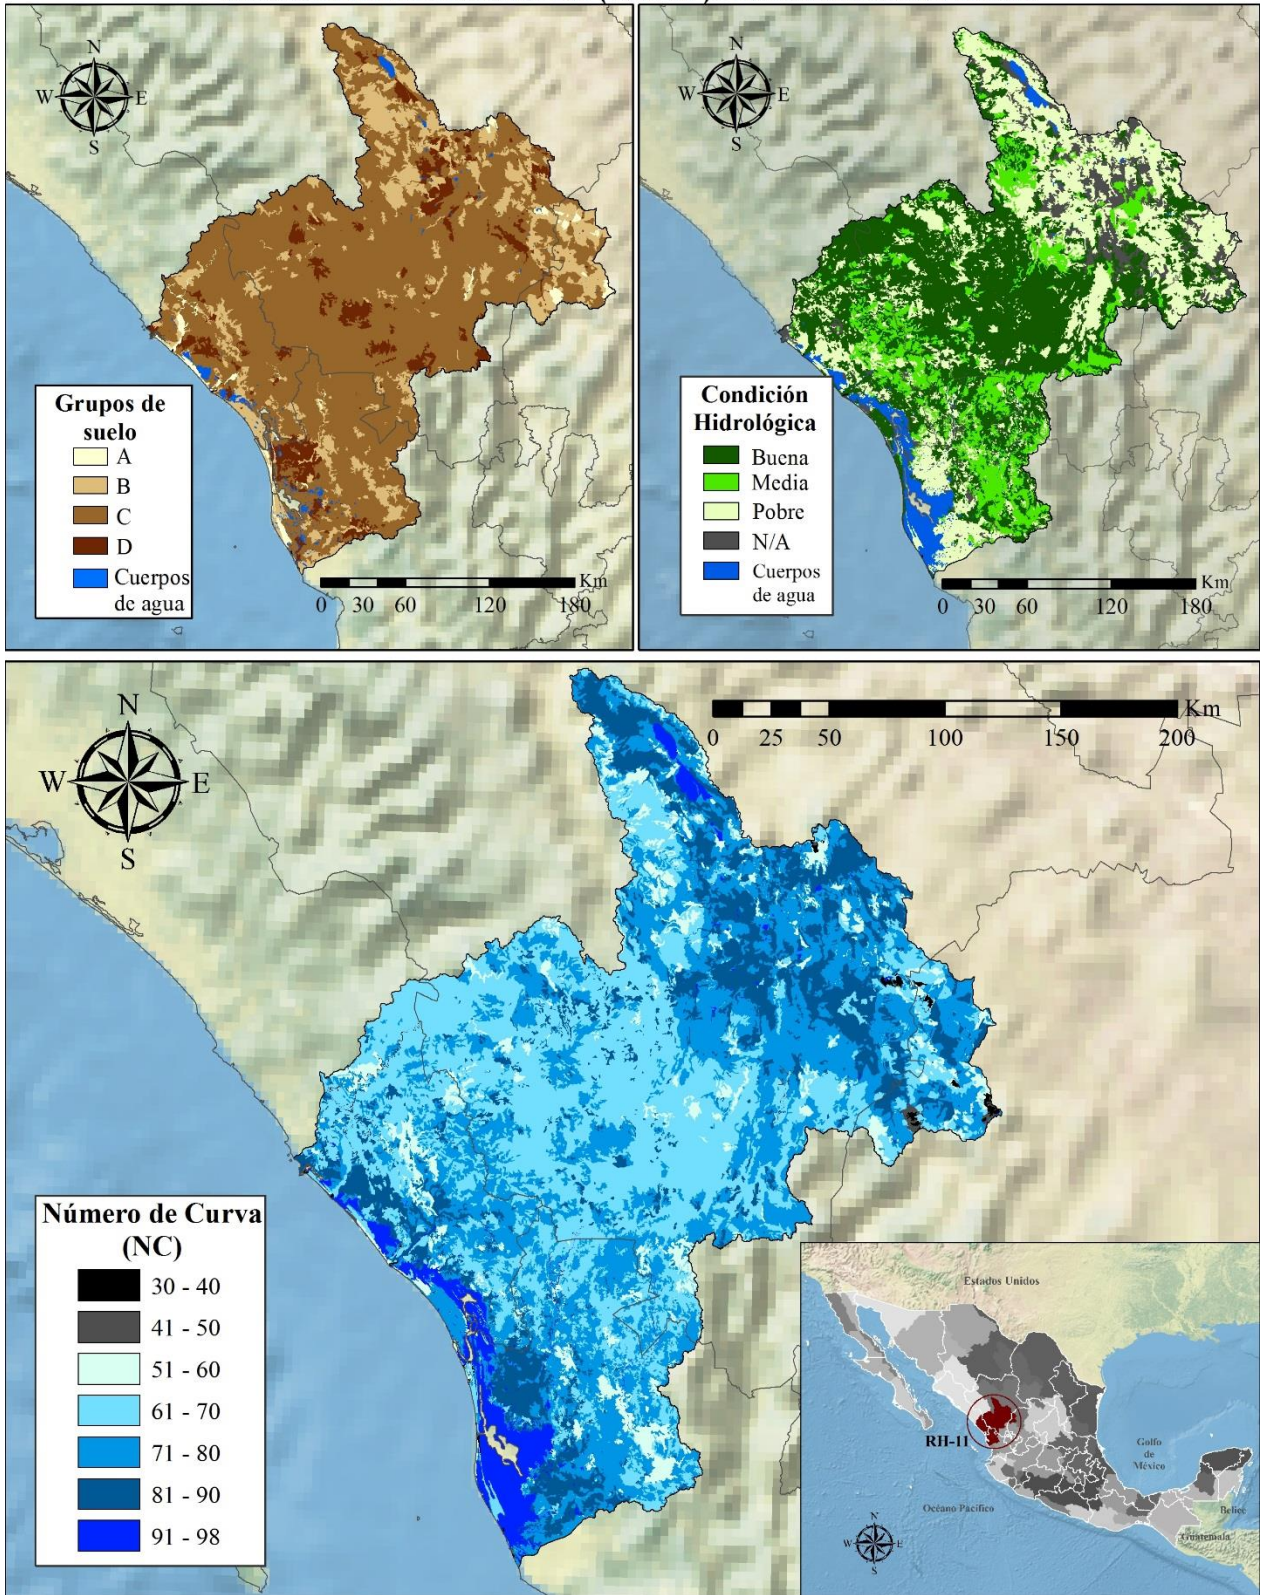 N
W E
S
Grupos de
suelo
A
B
C
D
Cuerpos
de agua
Km
0 30 60 120 180
N
W E
S
Condición
Hidrológica
Buena
Media
Pobre
N/A
Cuerpos
de agua
Km
0 30 60 120 180
N
W E
S
Km
0 25 50 100 150 200
Número de Curva
(NC)
30 - 40
41 - 50
51 - 60
61 - 70
71 - 80
81 - 90
91 - 98
Estados Unidos
RH-11
Golfo
de
México
Océano Pacífico
Belice
Guatemala
N
W E
S